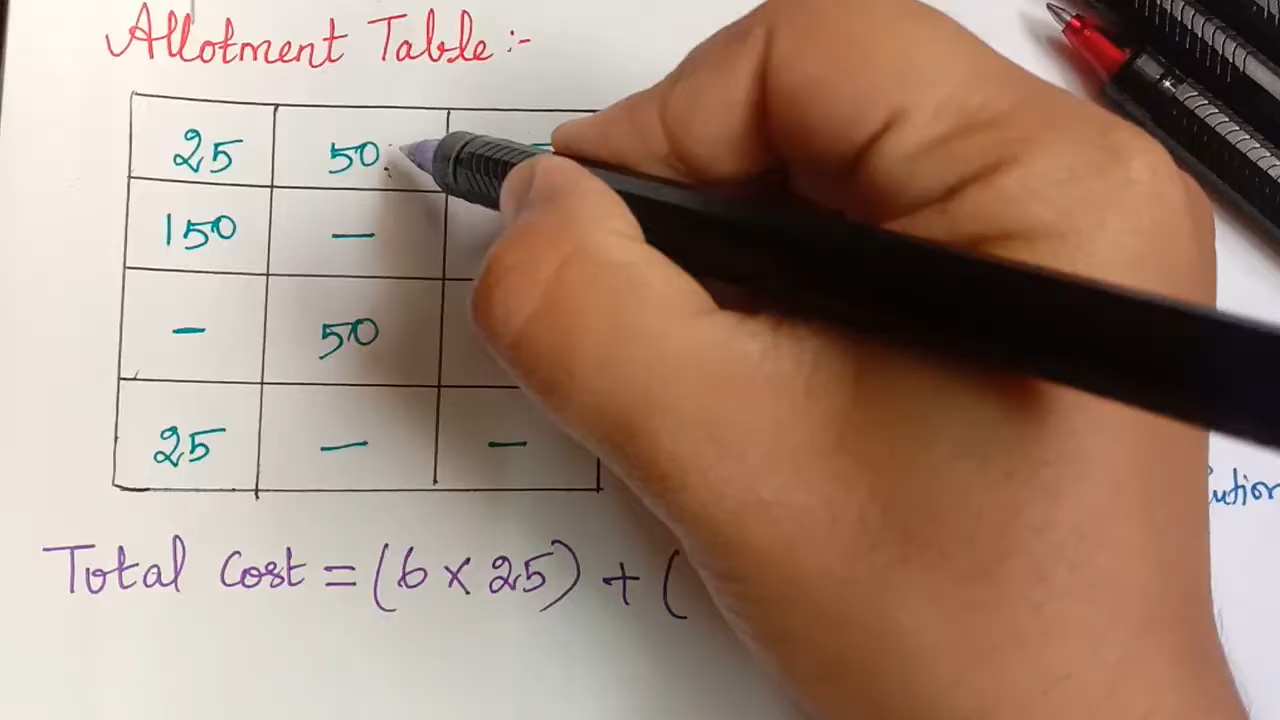 Allotment Table :-
25 50 –
150 –
– 50
25 – –
Total Cost = (6 × 25) + (